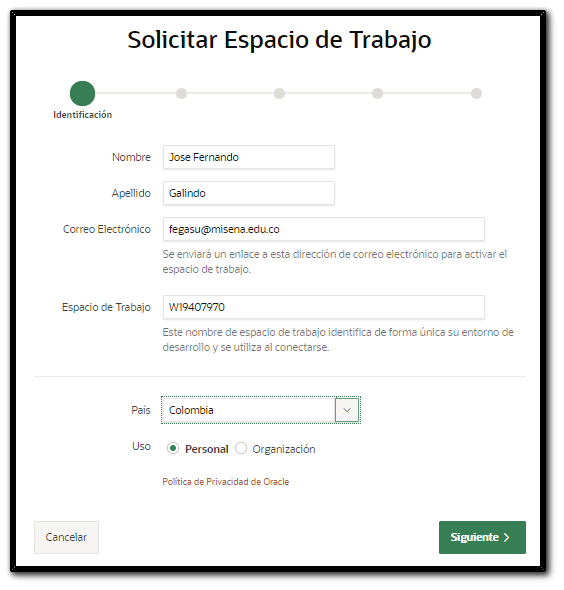 Solicitar Espacio de Trabajo
Identificación
Nombre
Jose Fernando
Apellido
Galindo
Correo Electrónico
fegasu@misena.edu.co
Se enviará un enlace a esta dirección de correo electrónico para activar el
espacio de trabajo.
Espacio de Trabajo
W19407970
Este nombre de espacio de trabajo identifica de forma única su entorno de
desarrollo y se utiliza al conectarse.
País
Colombia
Uso
Personal
Organización
Política de Privacidad de Oracle
Cancelar
Siguiente